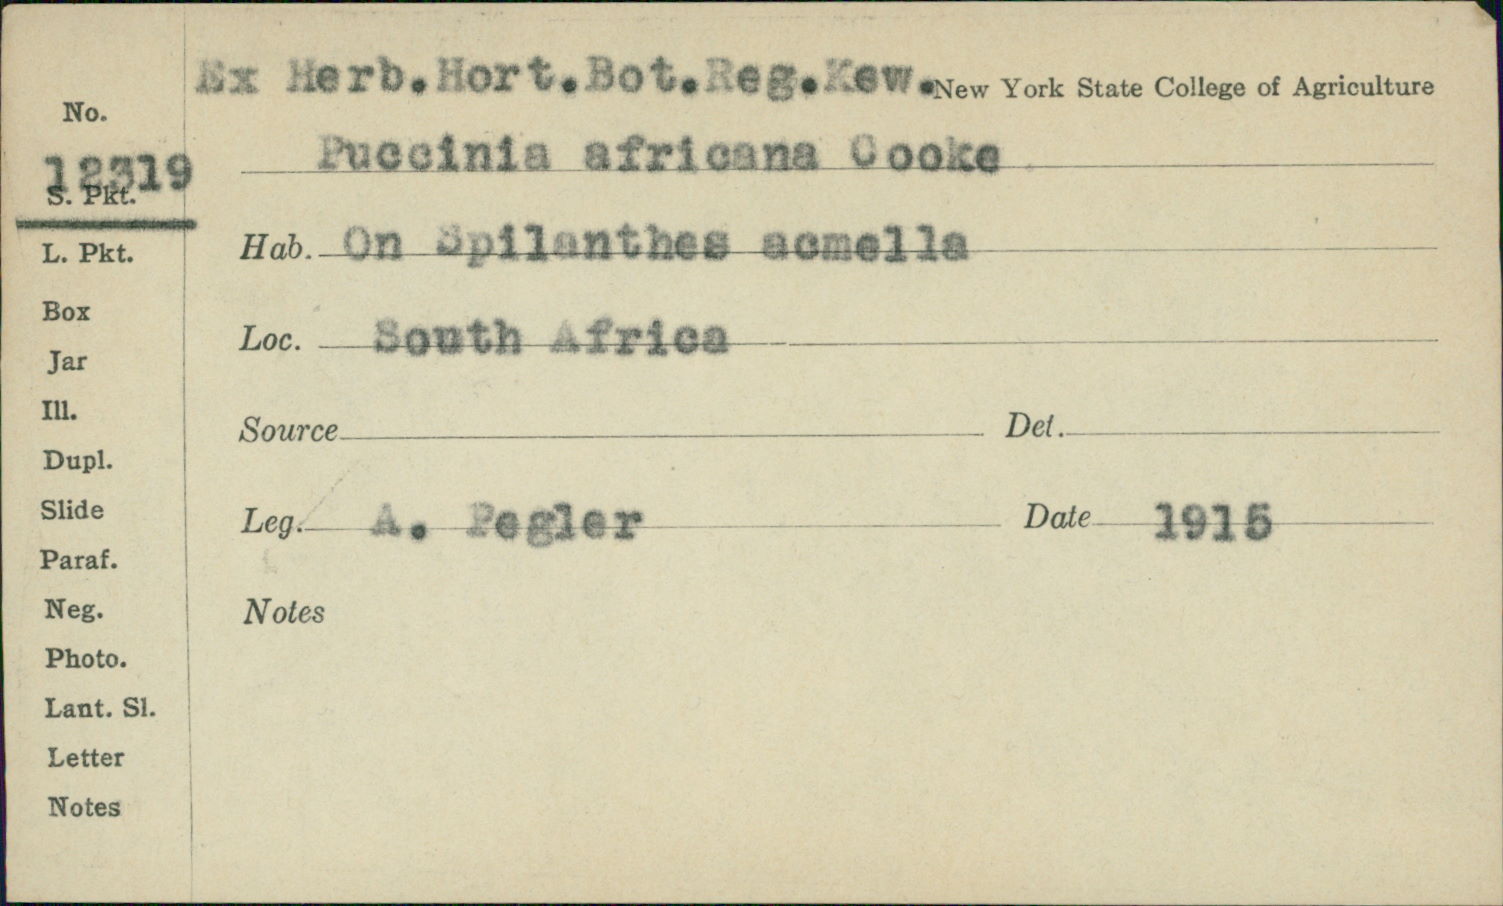 Ex Herb.Hort.Bot.Reg.Kew. New York State College of Agriculture
No.
12319
Puccinia africana Cooke
S. Pkt.
Hab. On Spilanthes acmella
L. Pkt.
Box
Loc. South Africa
Jar
Ill.
Source Det.
Dupl.
Slide
Leg. A. Pegler Date 1915
Paraf.
Neg.
Notes
Photo.
Lant. Sl.
Letter
Notes